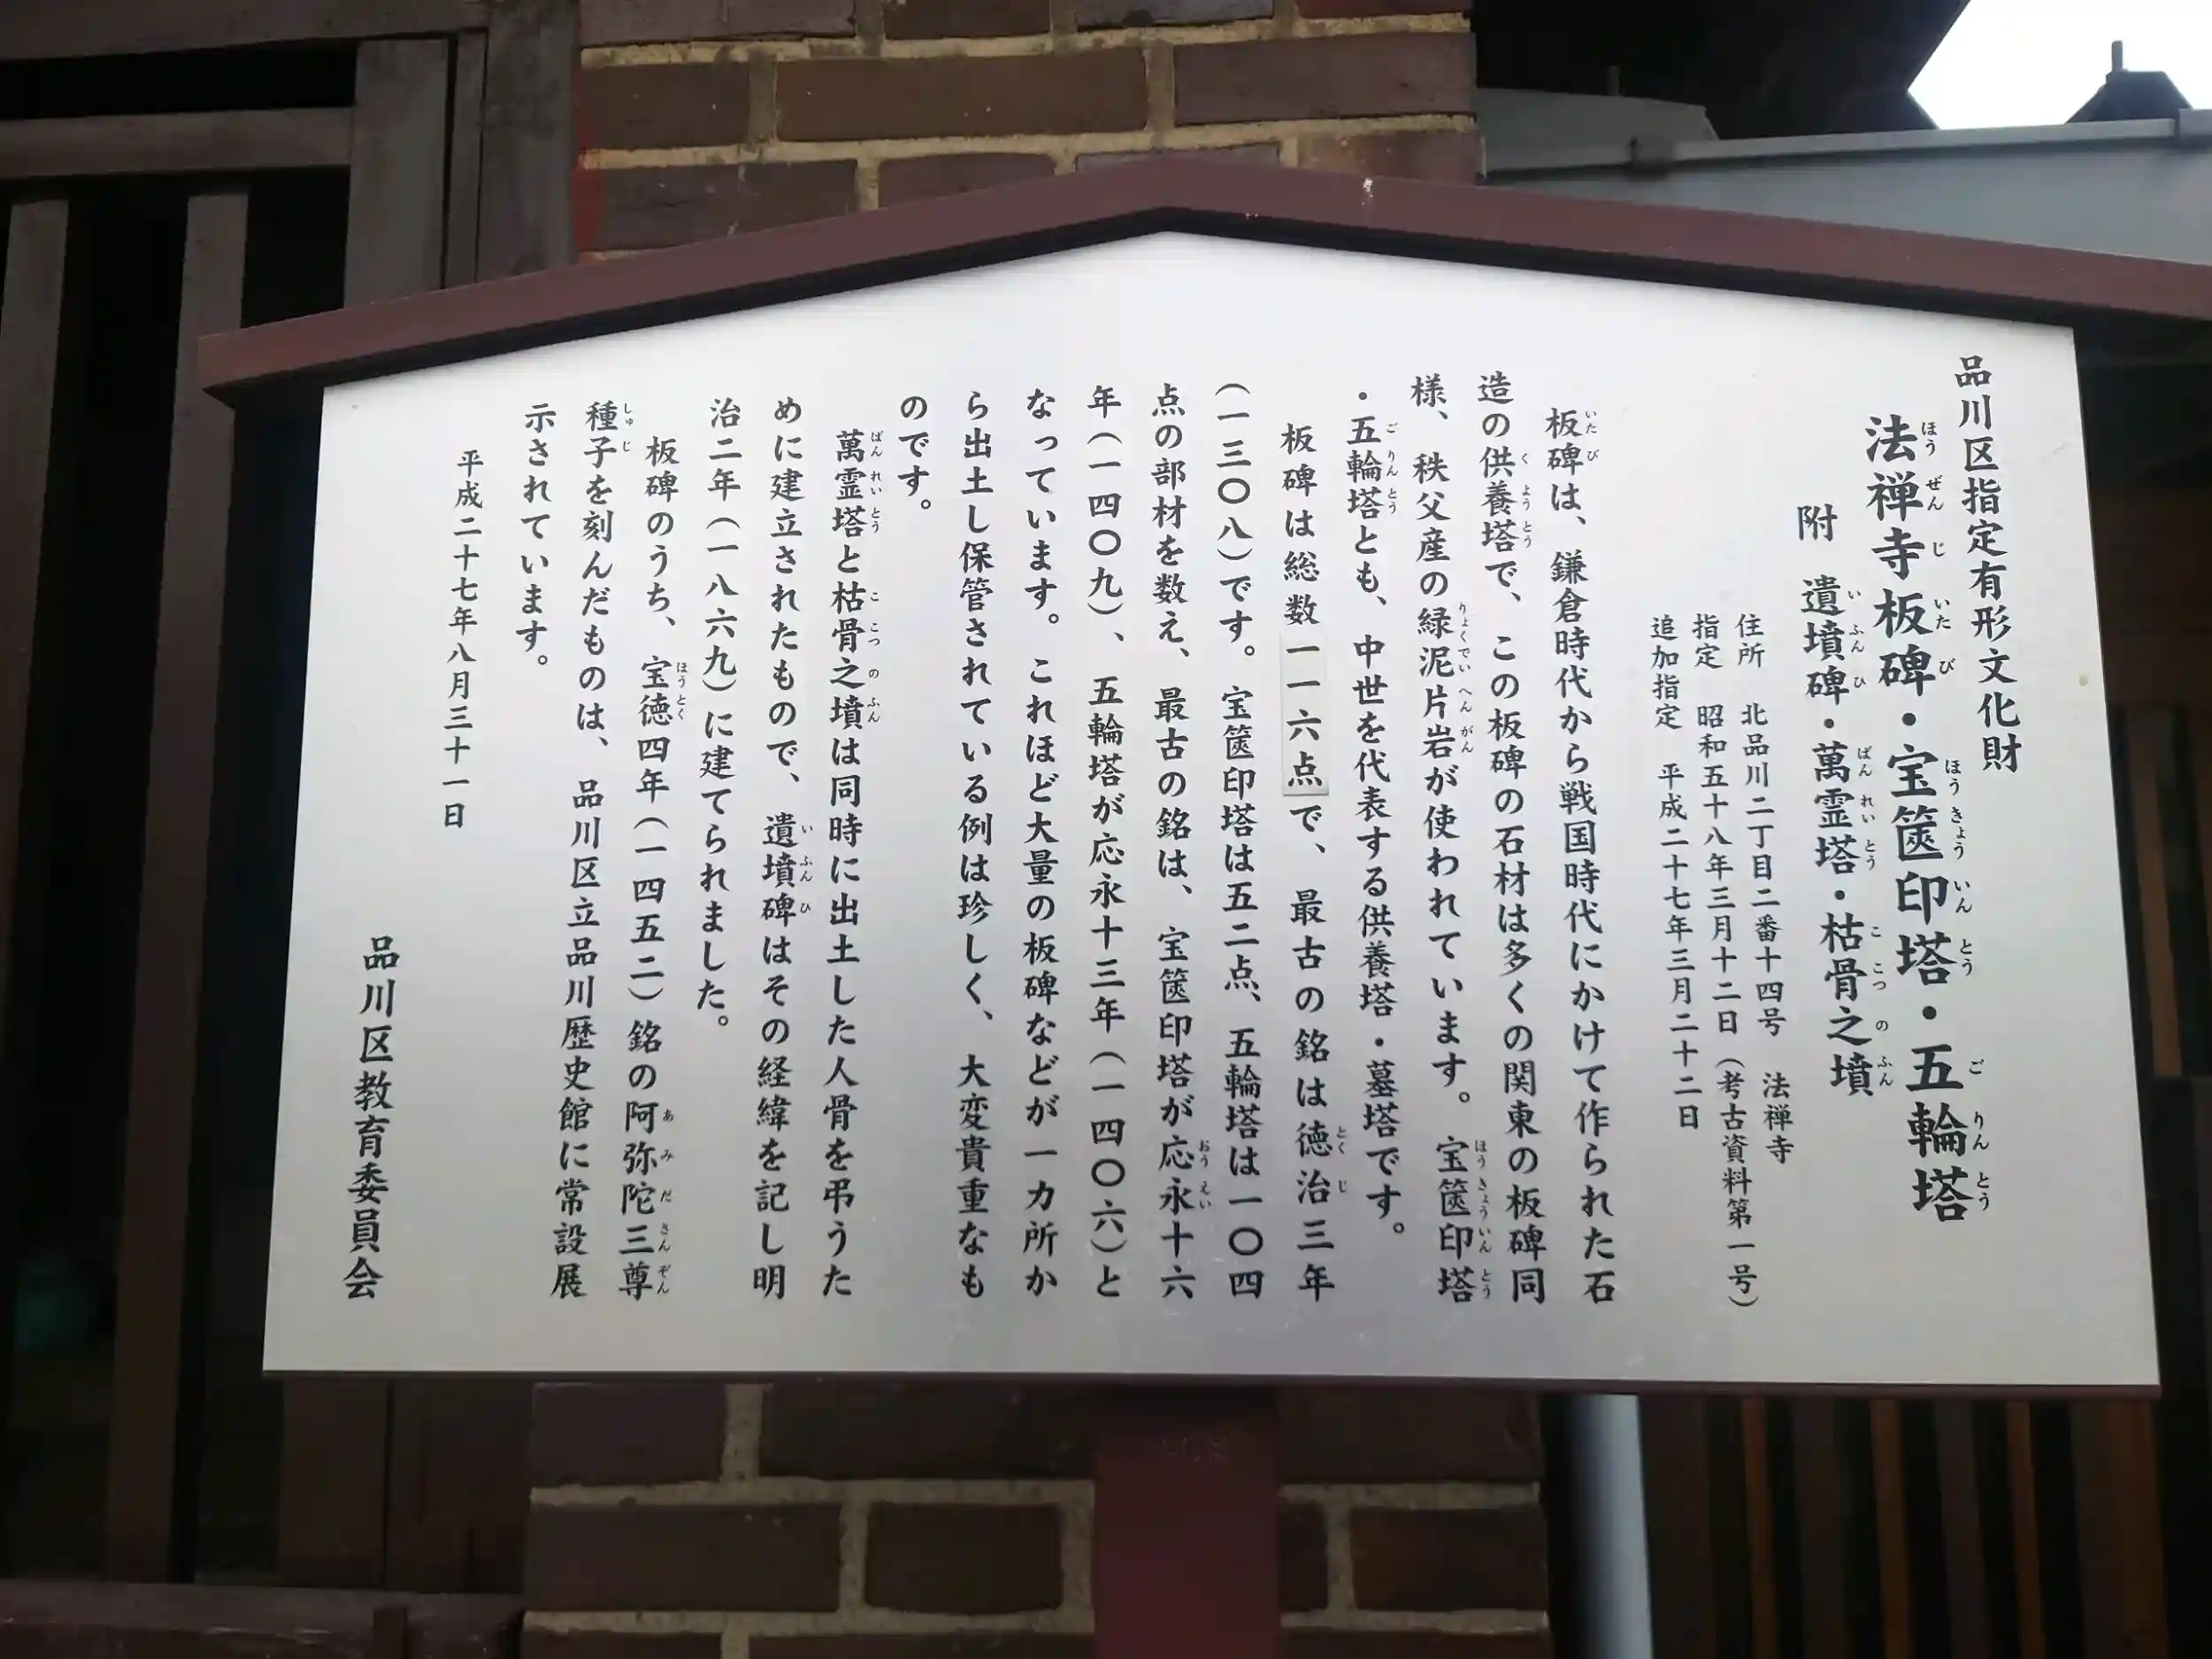 品川区指定有形文化財
法禅寺板碑・宝篋印塔・五輪塔
附 遺墳碑・萬霊塔・枯骨之墳
住所 北品川二丁目二番十四号 法禅寺
指定 昭和五十八年三月十二日（考古資料第一号）
追加指定 平成二十七年三月二十二日
板碑は、鎌倉時代から戦国時代にかけて作られた石
造の供養塔で、この板碑の石材は多くの関東の板碑同
様、秩父産の緑泥片岩が使われています。宝篋印塔
・五輪塔とも、中世を代表する供養塔・墓塔です。
板碑は総数一一六点で、最古の銘は徳治三年
（一三〇八）です。宝篋印塔は五二点、五輪塔は一〇四
点の部材を数え、最古の銘は、宝篋印塔が応永十六
年（一四〇九）、五輪塔が応永十三年（一四〇六）と
なっています。これほど大量の板碑などが一カ所か
ら出土し保管されている例は珍しく、大変貴重なも
のです。
萬霊塔と枯骨之墳は同時に出土した人骨を弔うた
めに建立されたもので、遺墳碑はその経緯を記し明
治二年（一八六九）に建てられました。
板碑のうち、宝徳四年（一四五二）銘の阿弥陀三尊
種子を刻んだものは、品川区立品川歴史館に常設展
示されています。
平成二十七年八月三十一日
品川区教育委員会